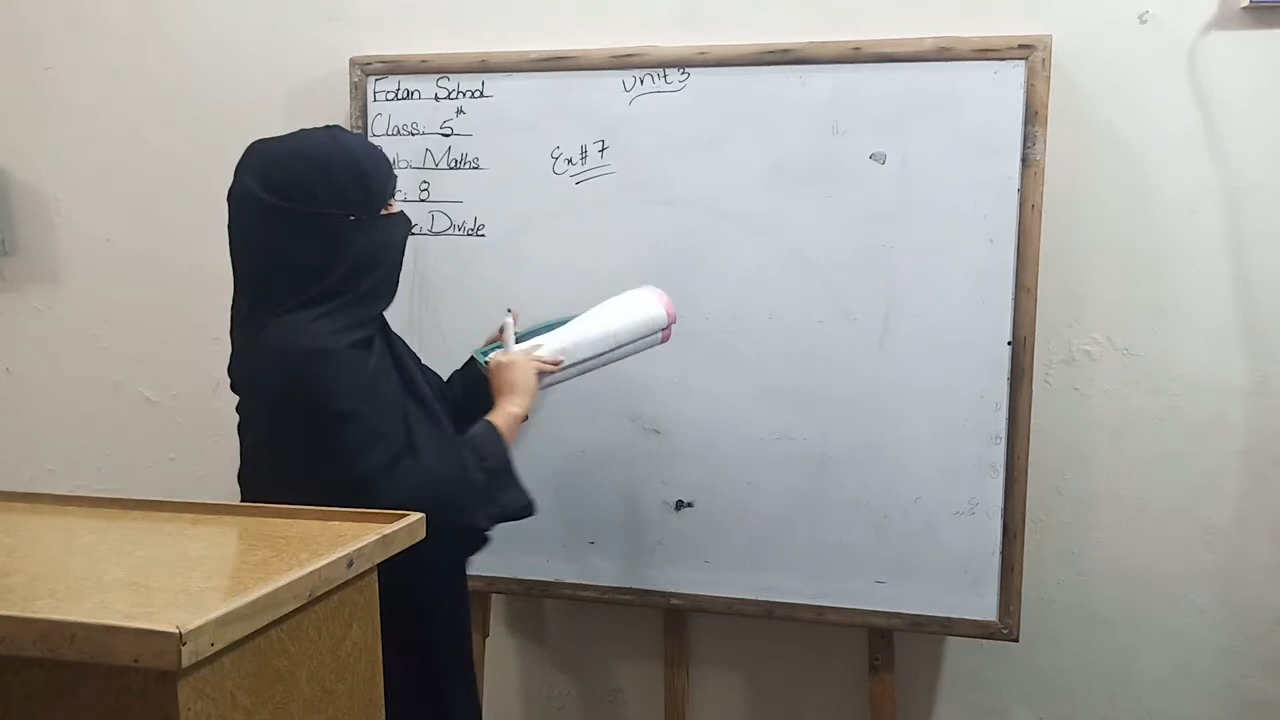 Fotan School
Unit 3
Class: 5th
Maths
Ex# 7
8
Divide